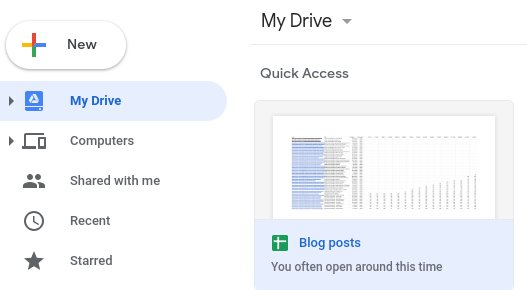 New
My Drive
Computers
Shared with me
Recent
Starred
My Drive
Quick Access
Blog posts
You often open around this time